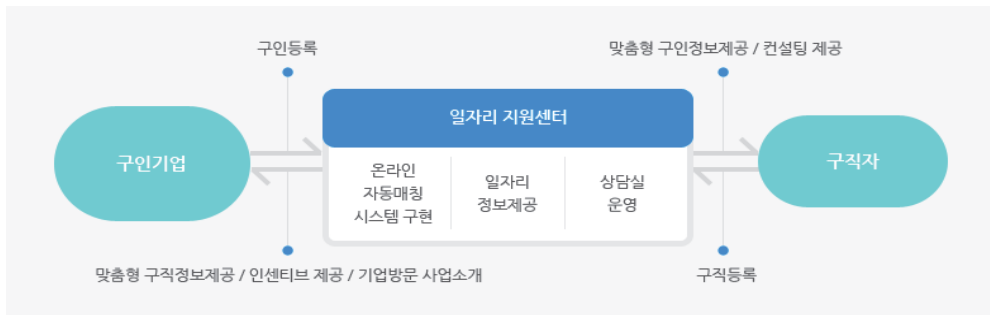 구인등록
맞춤형 구인정보제공 / 컨설팅 제공
일자리 지원센터
구인기업
구직자
온라인
자동매칭
시스템 구현
일자리
정보제공
상담실
운영
맞춤형 구직정보제공 / 인센티브 제공 / 기업방문 사업소개
구직등록